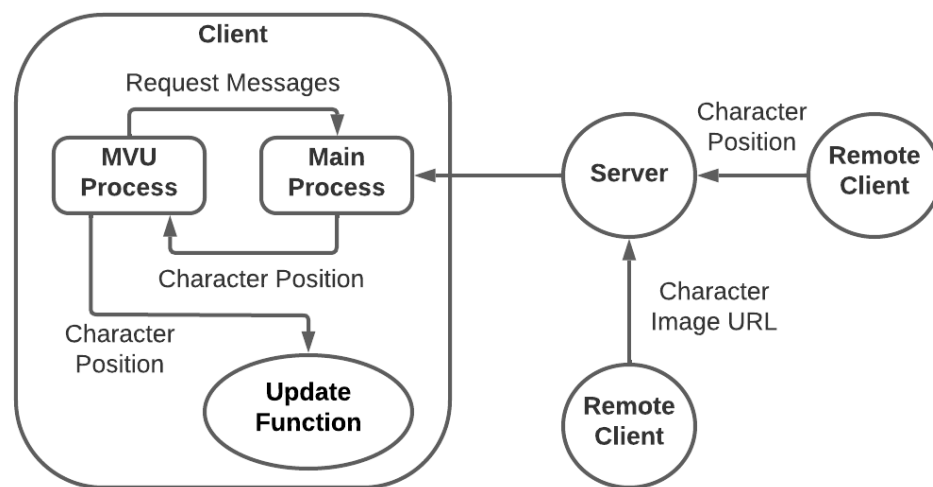 Client
Request Messages
MVU
Process
Main
Process
Character Position
Character
Position
Update
Function
Server
Character
Position
Remote
Client
Character
Image URL
Remote
Client